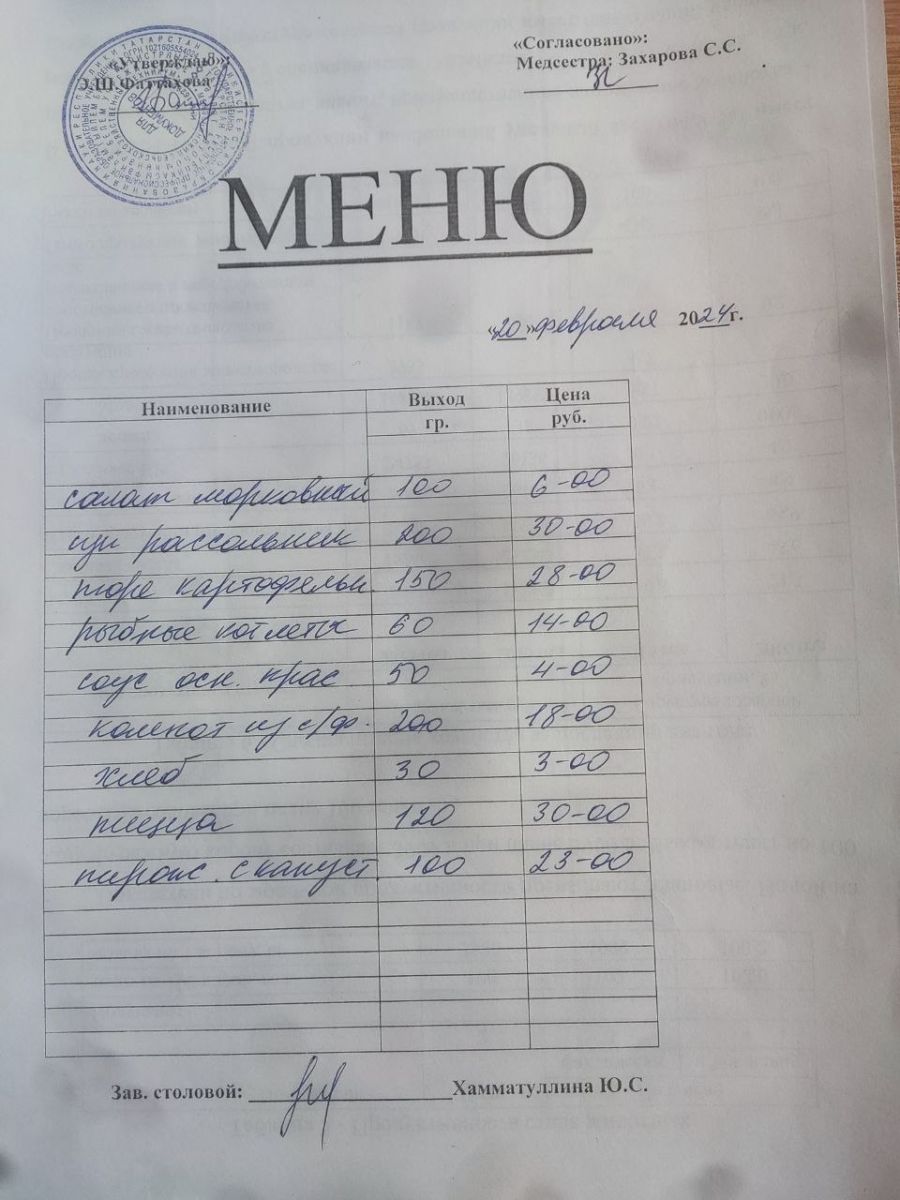 «Утверждаю»:
Э.Ш.Фаттахова
«Согласовано»:
Медсестра: Захарова С.С.
МЕНЮ
«20» февраля 2024г.
Наименование Выход гр. Цена руб.
салат морковный 100 6-00
щи рассольник 200 30-00
пюре картофельн. 150 28-00
рыбные котлеты 60 14-00
соус осн. крас 50 4-00
компот из с/ф. 200 18-00
хлеб 30 3-00
пицца 120 30-00
пирож. с капуст 100 23-00
Зав. столовой: Хамматуллина Ю.С.